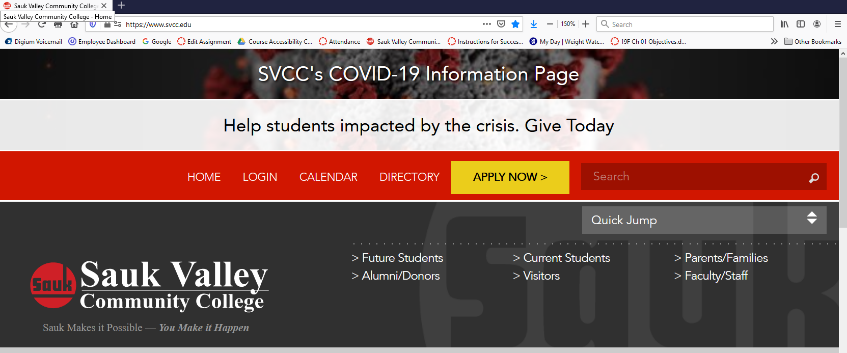 Sauk Valley Community College
Sauk Valley Community College - Home
https://www.svcc.edu
150%
Search
Digium Voicemail
Employee Dashboard
Google
Edit Assignment
Course Accessibility C...
Attendance
Sauk Valley Communi...
Instructions for Succes...
My Day | Weight Watc...
19F Ch 01 Objectives.d...
Other Bookmarks
SVCC's COVID-19 Information Page
Help students impacted by the crisis. Give Today
HOME LOGIN CALENDAR DIRECTORY APPLY NOW > Search
Quick Jump
> Future Students > Current Students > Parents/Families
> Alumni/Donors > Visitors > Faculty/Staff
Sauk
Sauk Valley
Community College
Sauk Makes it Possible — You Make it Happen
Sauk